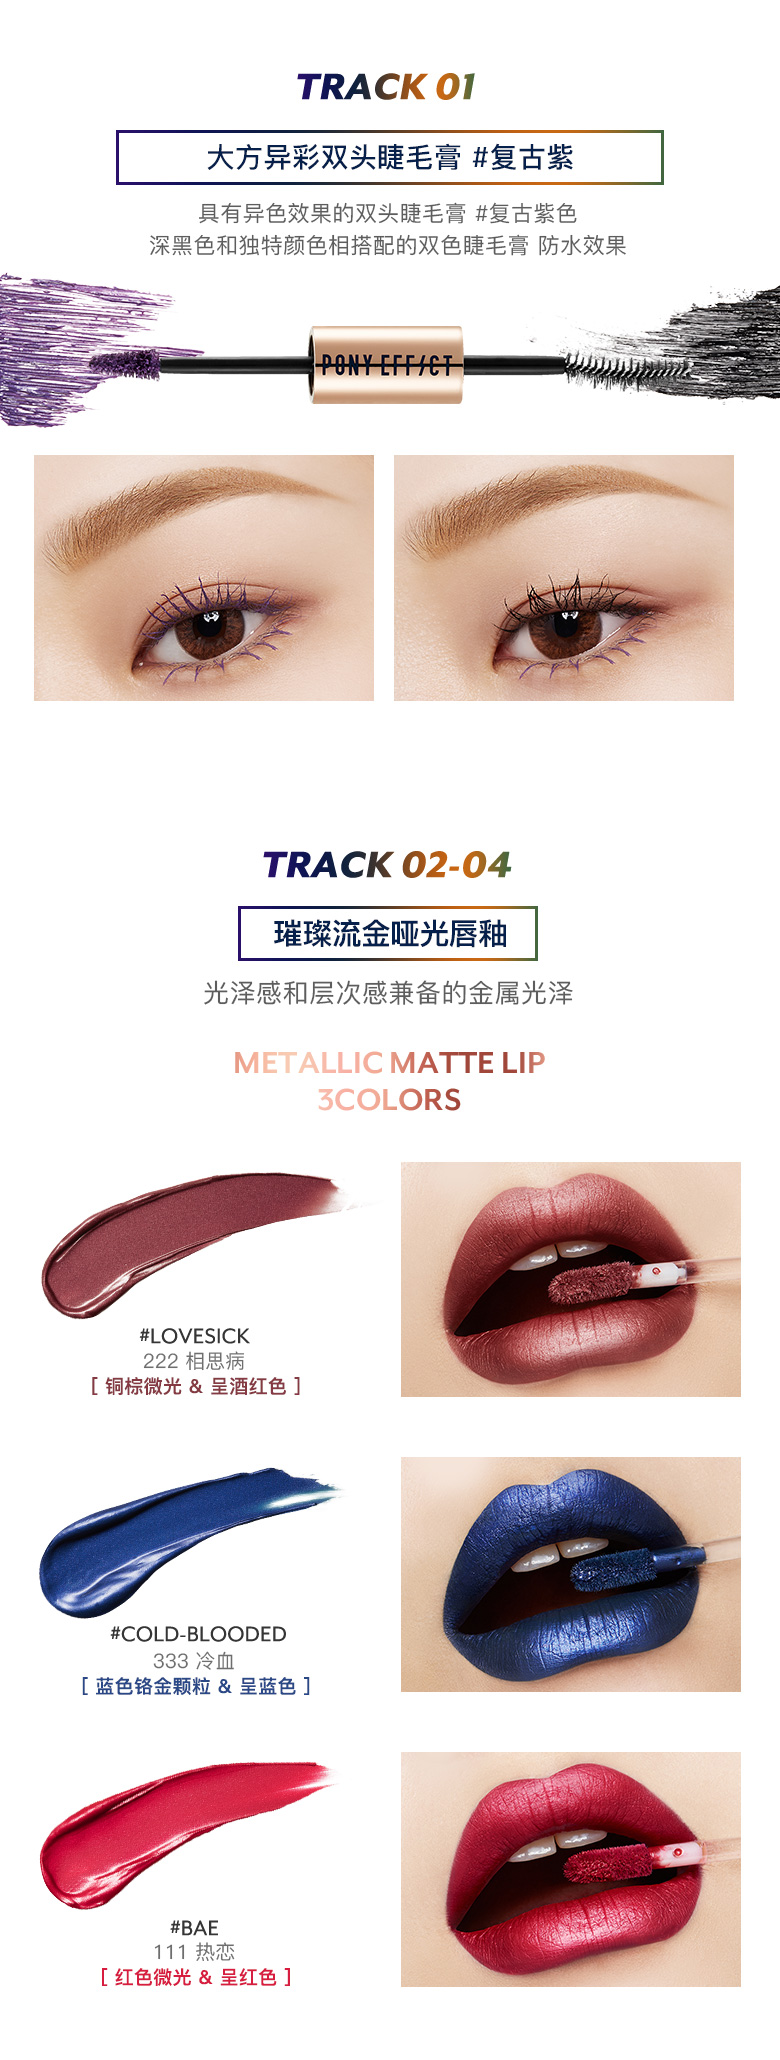 TRACK 01
大方异彩双头睫毛膏 #复古紫
具有异色效果的双头睫毛膏 #复古紫色
深黑色和独特颜色相搭配的双色睫毛膏 防水效果
PONY EFFECT
TRACK 02-04
璀璨流金哑光唇釉
光泽感和层次感兼备的金属光泽
METALLIC MATTE LIP
3COLORS
#LOVESICK
222 相思病
[ 铜棕微光 & 呈酒红色 ]
#COLD-BLOODED
333 冷血
[ 蓝色铬金颗粒 & 呈蓝色 ]
#BAE
111 热恋
[ 红色微光 & 呈红色 ]